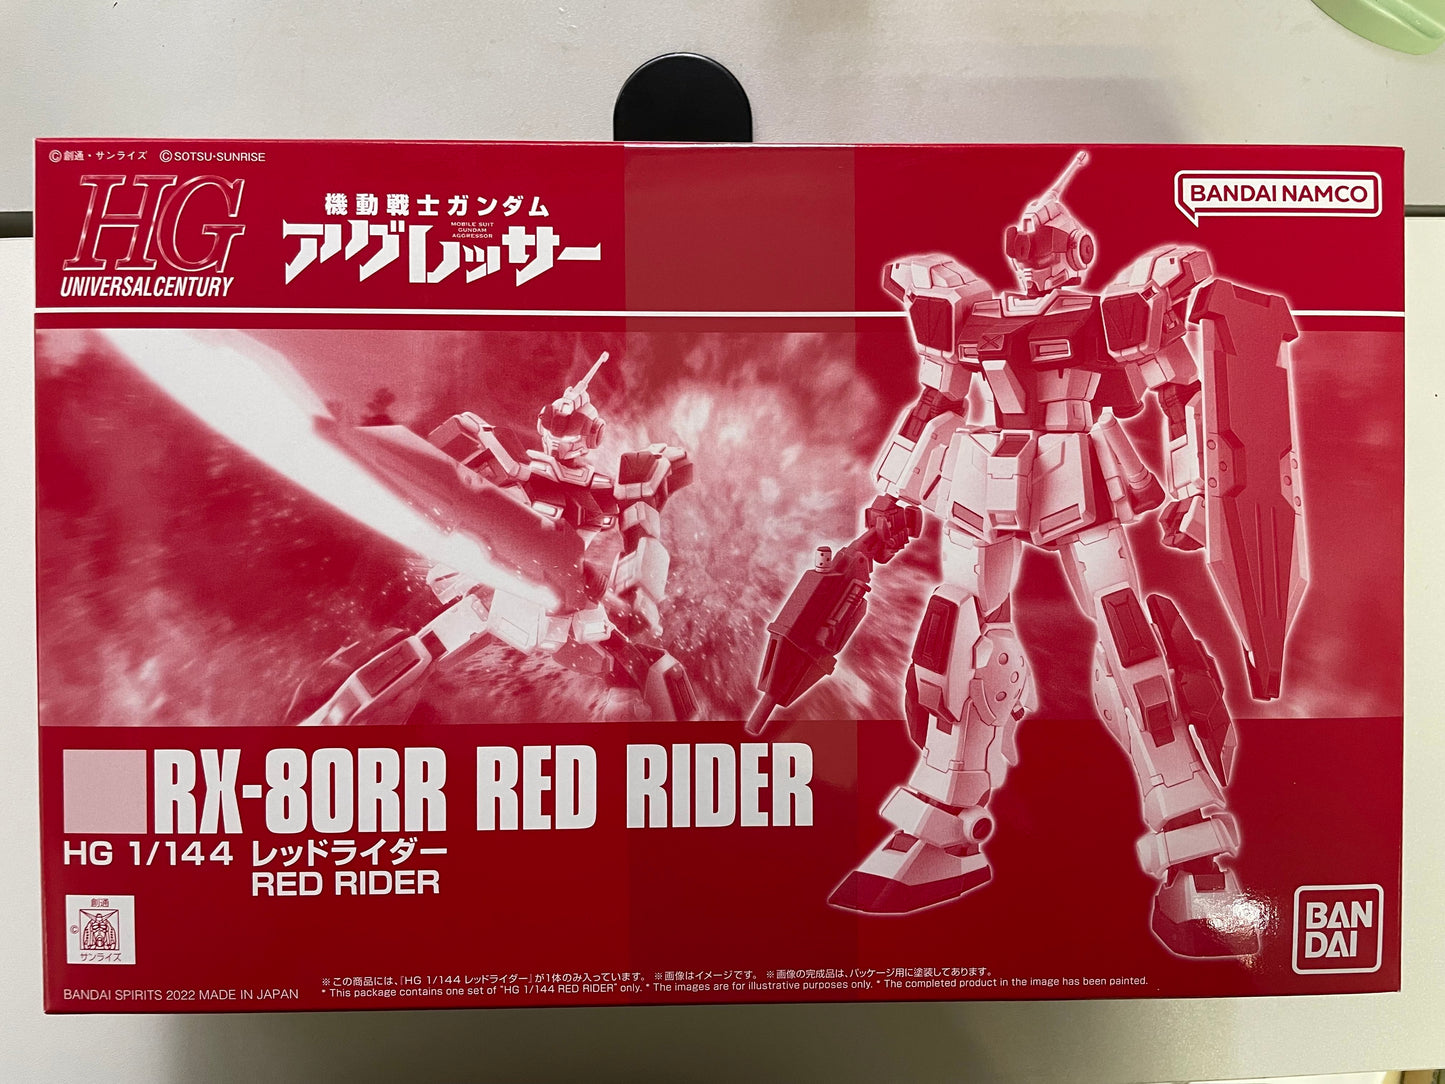 ©創通・サンライズ ©SOTSU・SUNRISE
HG
UNIVERSAL CENTURY
機動戦士ガンダム
MOBILE SUIT
GUNDAM
AGGRESSOR
アグレッサー
BANDAI NAMCO
RX-80RR RED RIDER
HG 1/144 レッドライダー
RED RIDER
創通
©
サンライズ
BAN
DAI
※この商品には、『HG 1/144 レッドライダー』が1体のみ入っています。 ※画像はイメージです。 ※画像の完成品は、パッケージ用に塗装してあります。
BANDAI SPIRITS 2022 MADE IN JAPAN
* This package contains one set of "HG 1/144 RED RIDER" only. * The images are for illustrative purposes only. * The completed product in the image has been painted.